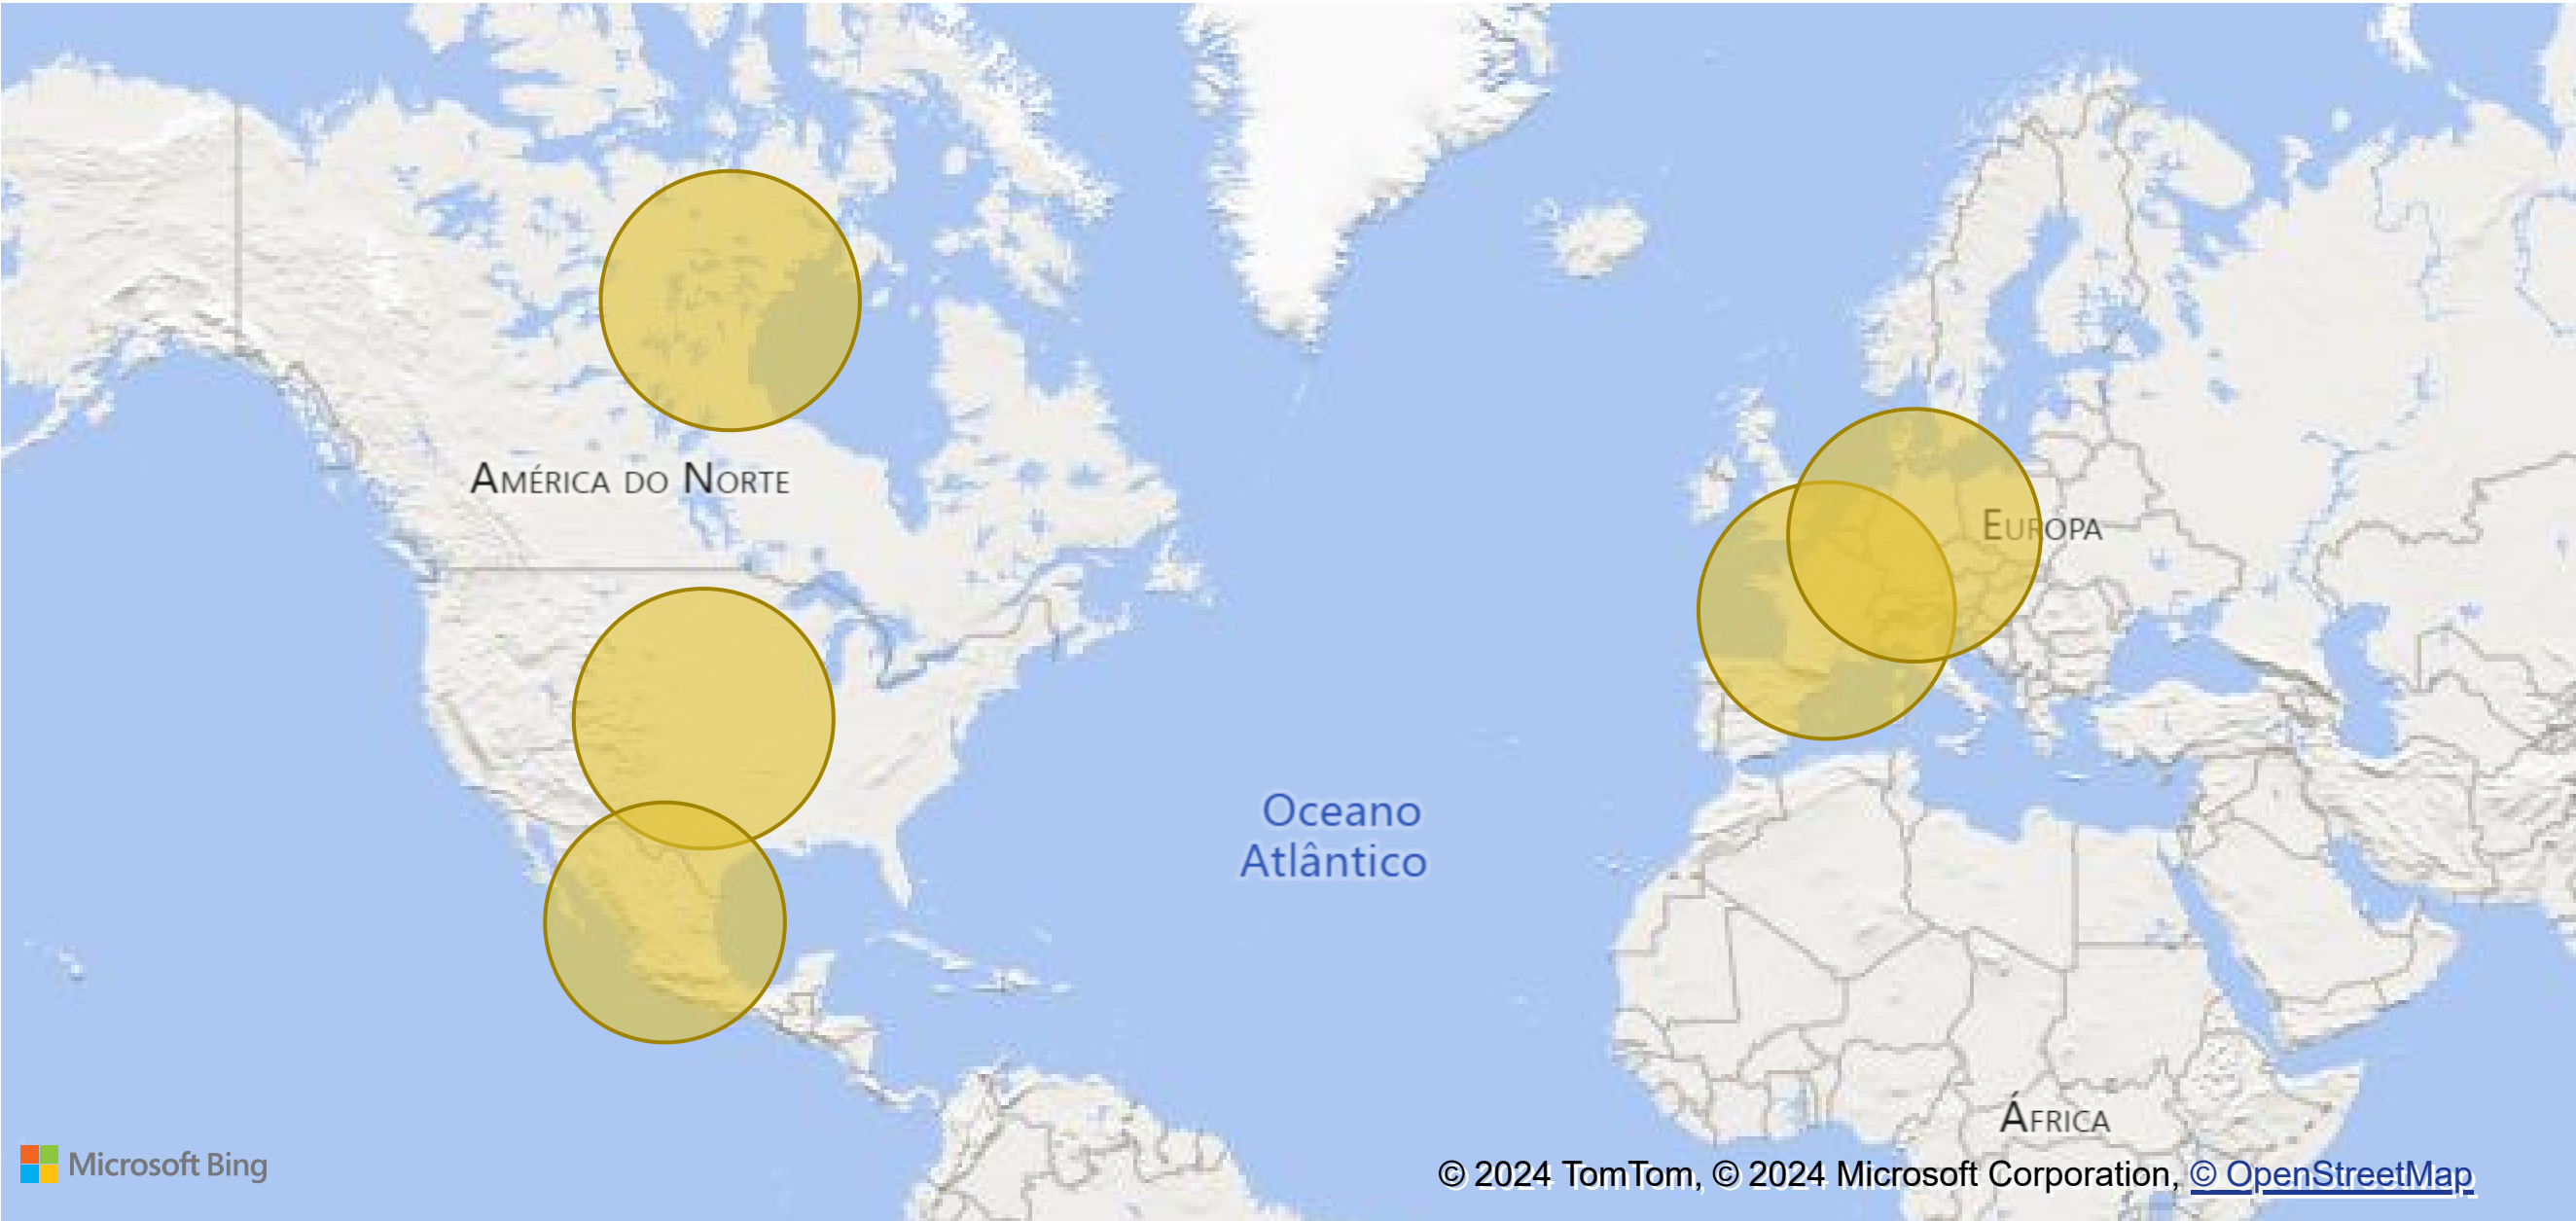 AMÉRICA DO NORTE
EUROPA
Oceano
Atlântico
ÁFRICA
Microsoft Bing
© 2024 TomTom, © 2024 Microsoft Corporation, © OpenStreetMap